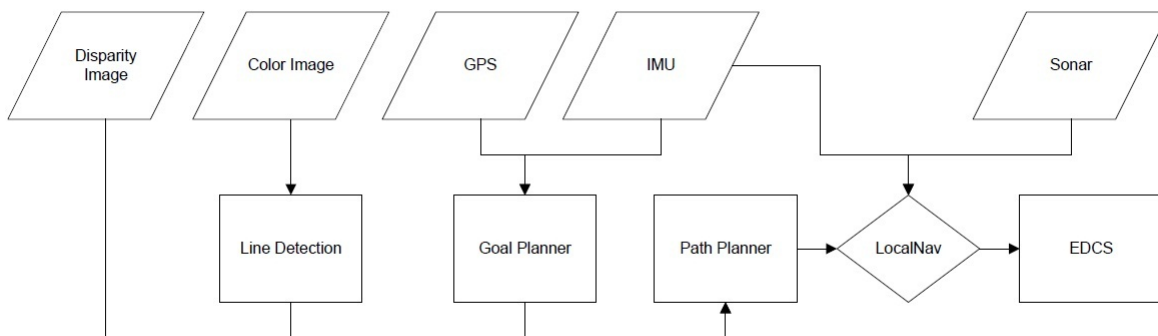 Disparity
Image
Color Image
GPS
IMU
Sonar
Line Detection
Goal Planner
Path Planner
LocalNav
EDCS